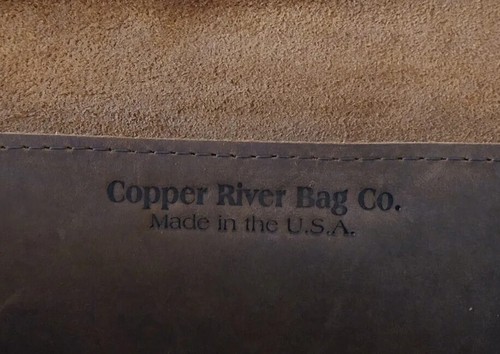 Copper River Bag Co.
Made in the U.S.A.